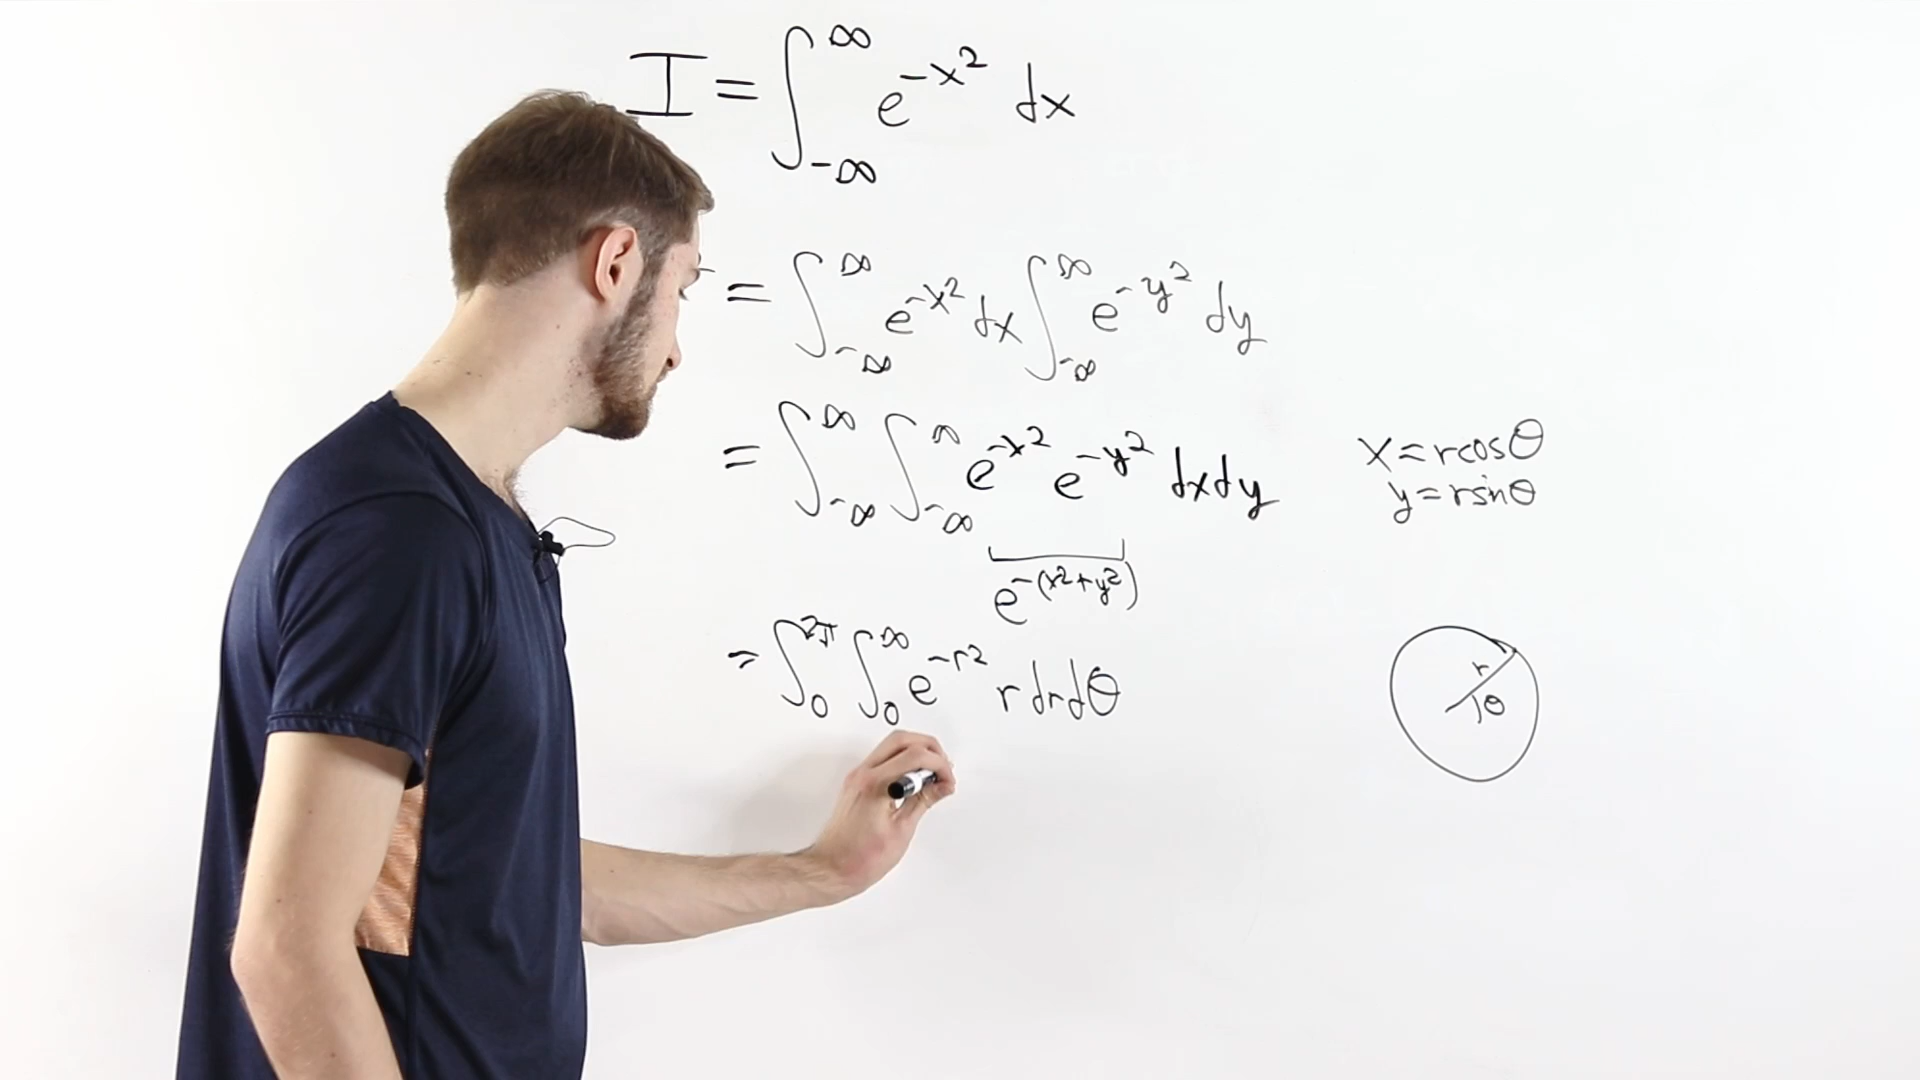 I = ∫_{-∞}^{∞} e^{-x²} dx
= ∫_{-∞}^{∞} e^{-x²} dx ∫_{-∞}^{∞} e^{-y²} dy
= ∫_{-∞}^{∞} ∫_{-∞}^{∞} e^{-x²} e^{-y²} dx dy
e^{-(x²+y²)}
= ∫_{0}^{2π} ∫_{0}^{∞} e^{-r²} r dr dθ
x = r cos θ
y = r sin θ
r
θ